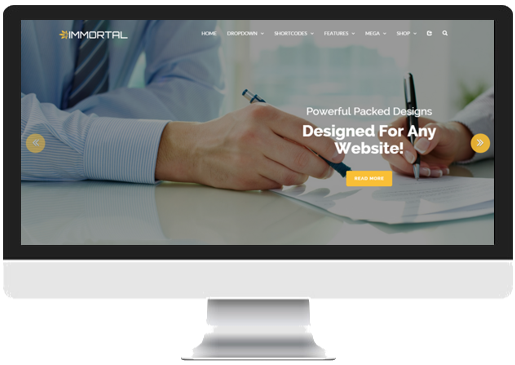 IMMORTAL
HOME DROPDOWN SHORTCODES FEATURES MEGA SHOP
Powerful Packed Designs
Designed For Any
Website!
READ MORE